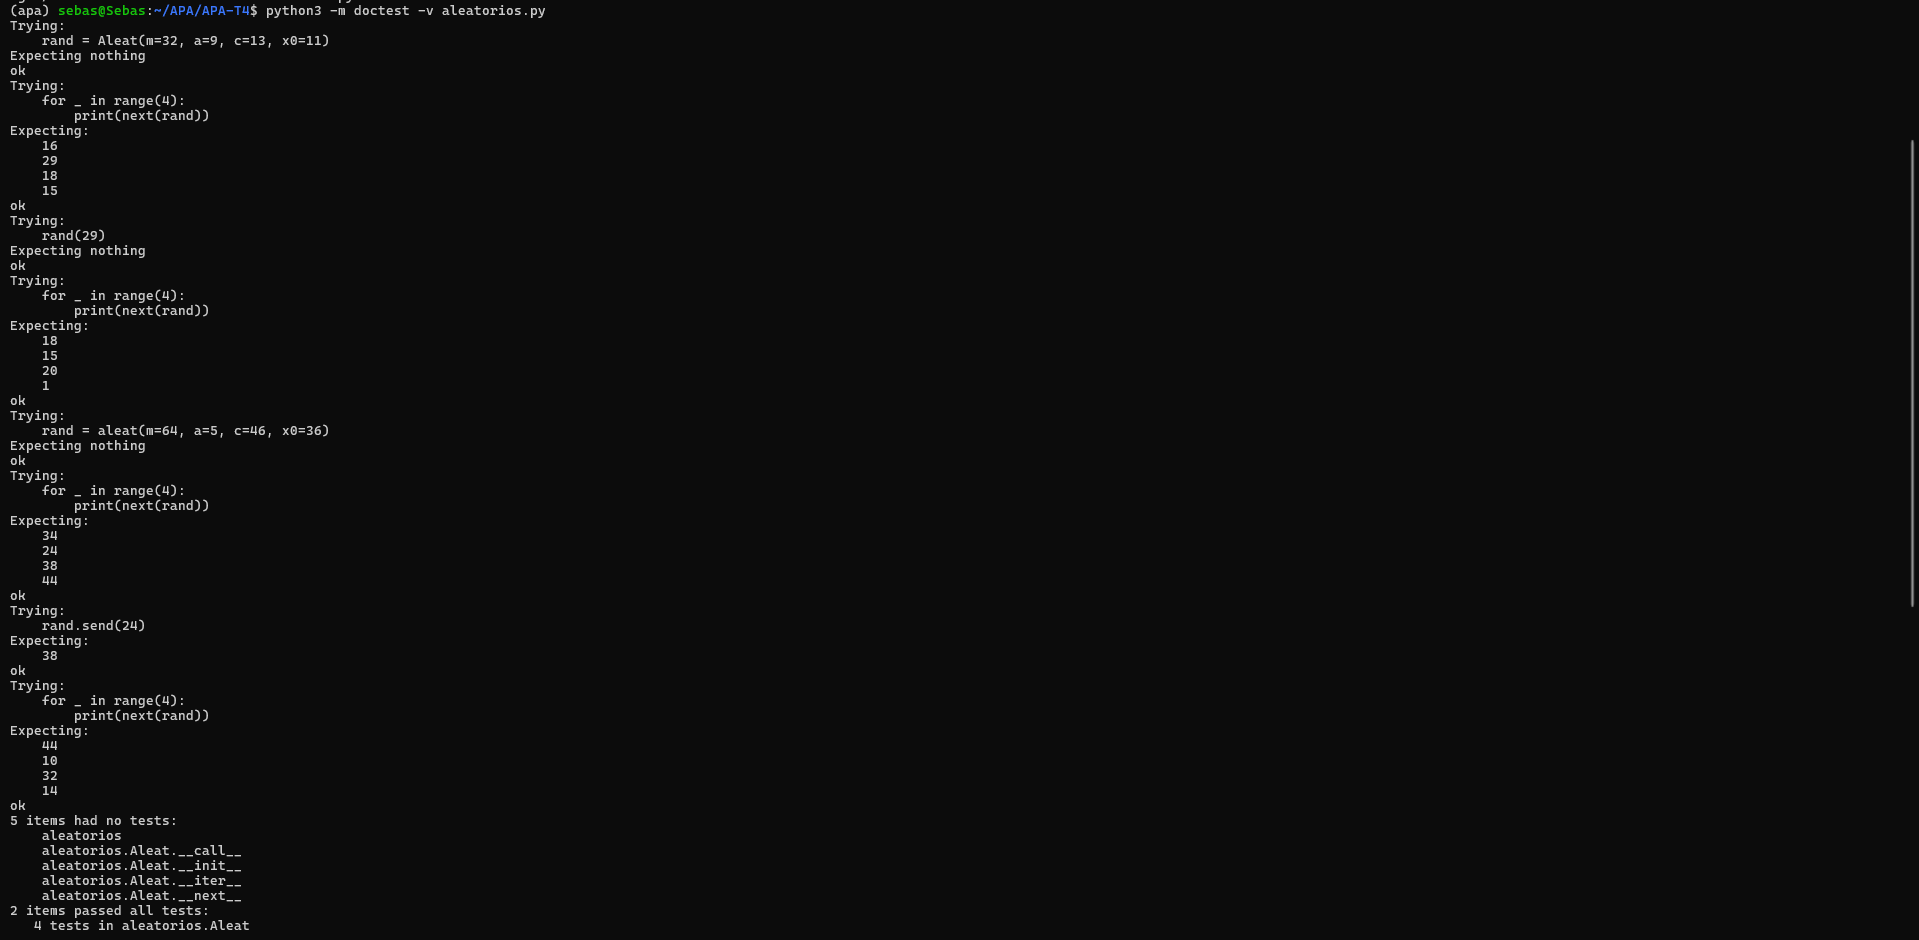 (apa) sebas@Sebas:~/APA/APA-T4$ python3 -m doctest -v aleatorios.py
Trying:
    rand = Aleat(m=32, a=9, c=13, x0=11)
Expecting nothing
ok
Trying:
    for _ in range(4):
        print(next(rand))
Expecting:
    16
    29
    18
    15
ok
Trying:
    rand(29)
Expecting nothing
ok
Trying:
    for _ in range(4):
        print(next(rand))
Expecting:
    18
    15
    20
    1
ok
Trying:
    rand = aleat(m=64, a=5, c=46, x0=36)
Expecting nothing
ok
Trying:
    for _ in range(4):
        print(next(rand))
Expecting:
    34
    24
    38
    44
ok
Trying:
    rand.send(24)
Expecting:
    38
ok
Trying:
    for _ in range(4):
        print(next(rand))
Expecting:
    44
    10
    32
    14
ok
5 items had no tests:
    aleatorios
    aleatorios.Aleat.__call__
    aleatorios.Aleat.__init__
    aleatorios.Aleat.__iter__
    aleatorios.Aleat.__next__
2 items passed all tests:
   4 tests in aleatorios.Aleat